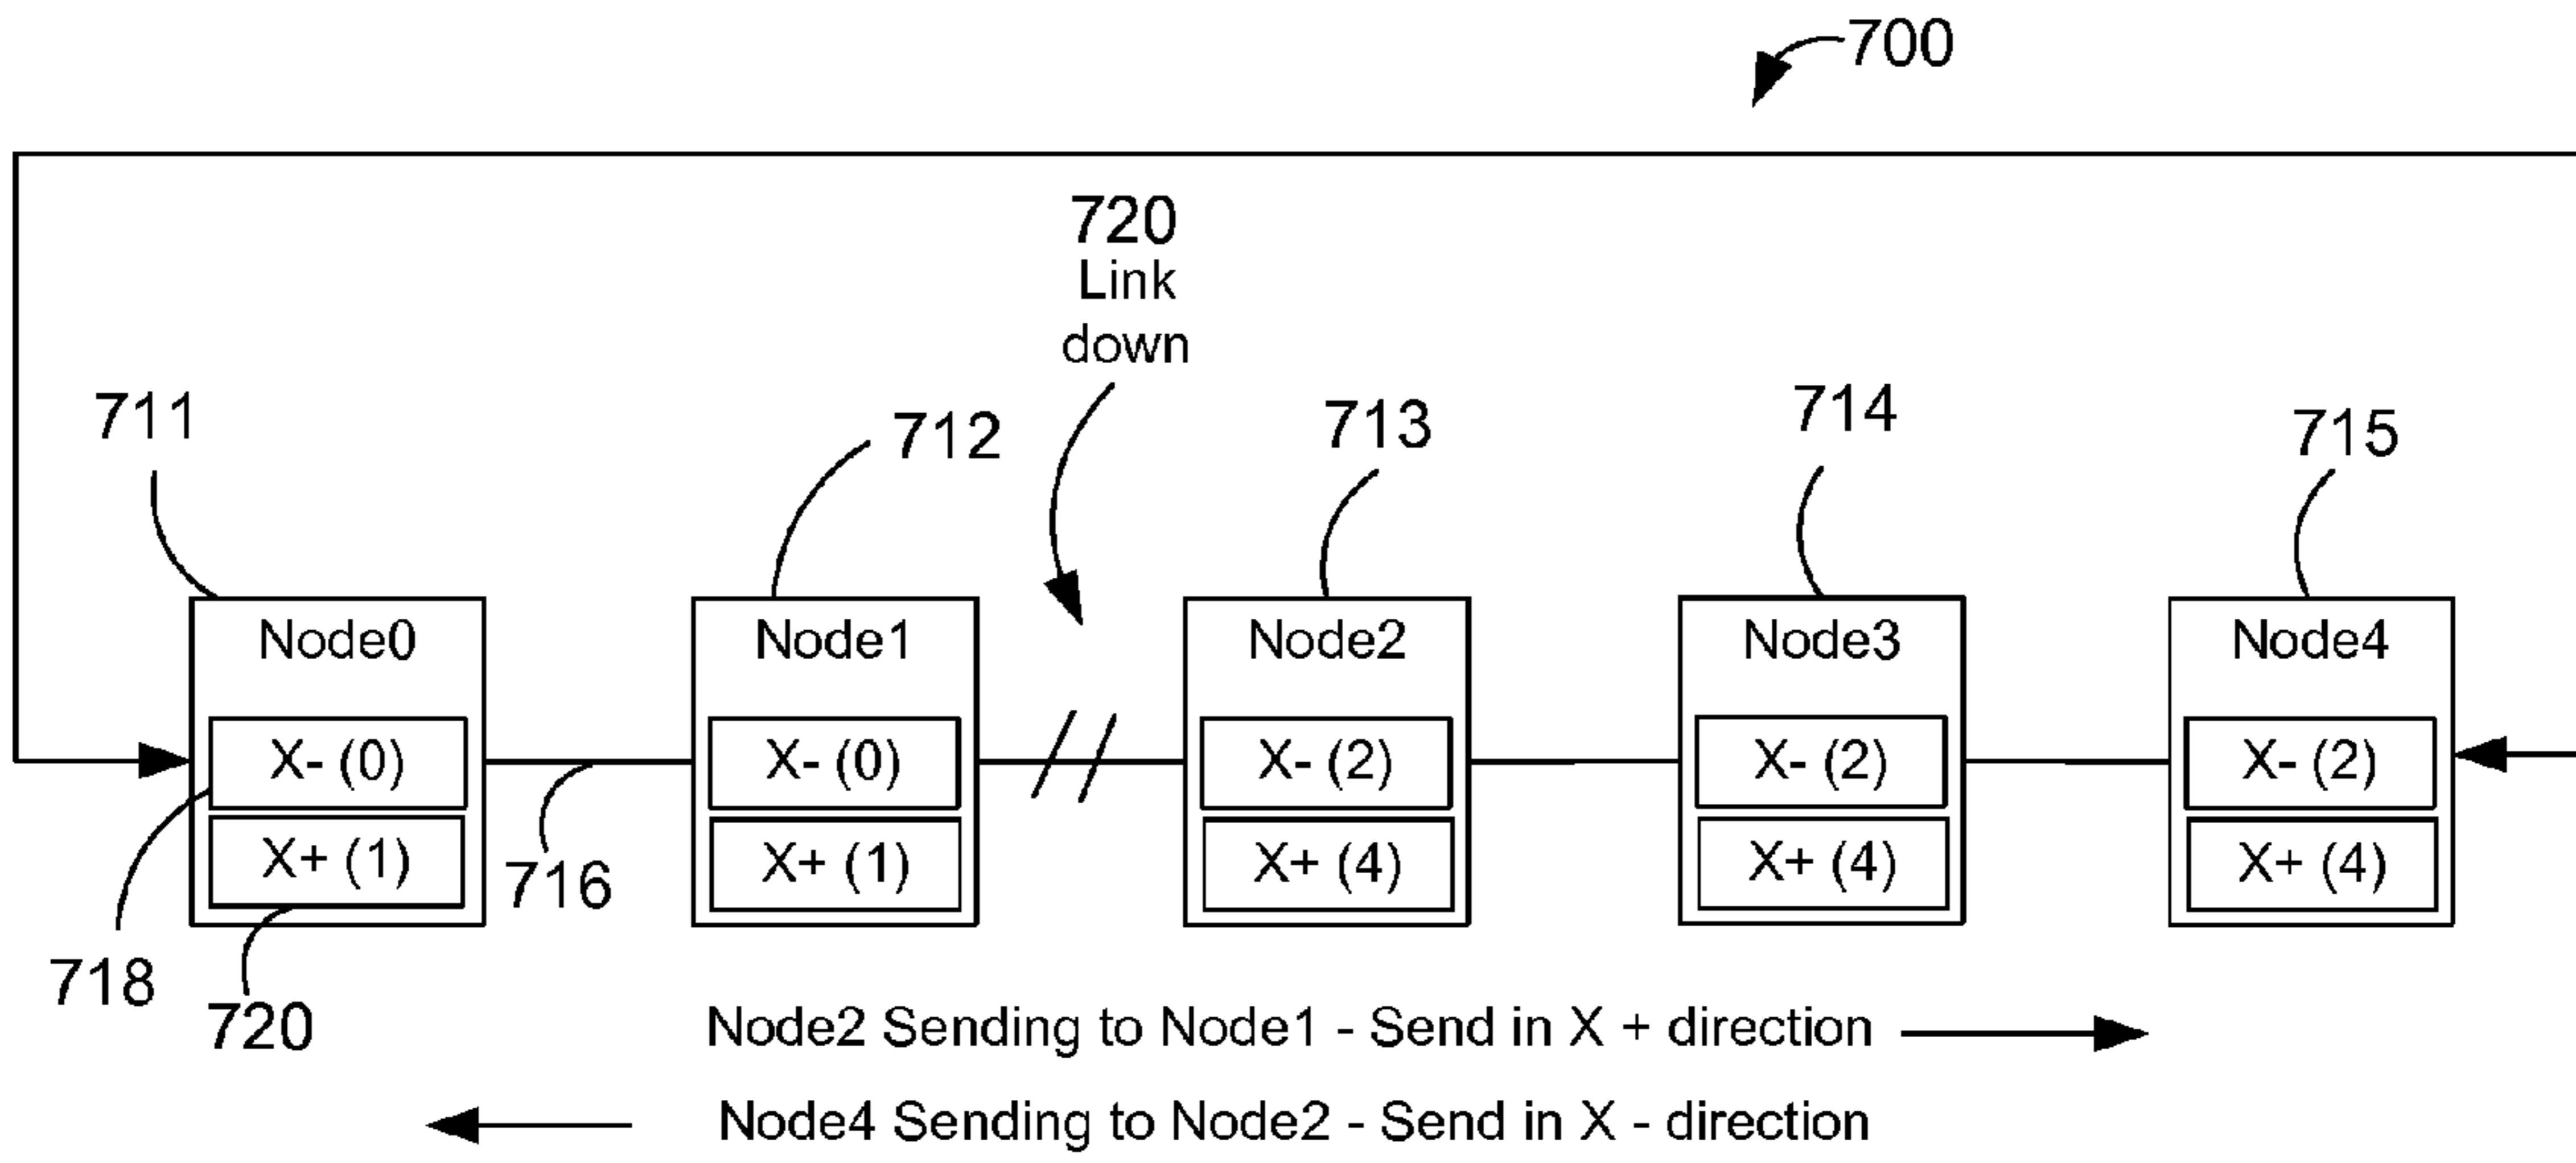 700
720
Link
down
711
712
713
714
715
Node0
Node1
Node2
Node3
Node4
X- (0)
X- (0)
X- (2)
X- (2)
X- (2)
X+ (1)
X+ (1)
X+ (4)
X+ (4)
X+ (4)
716
718
720
Node2 Sending to Node1 - Send in X + direction
Node4 Sending to Node2 - Send in X - direction